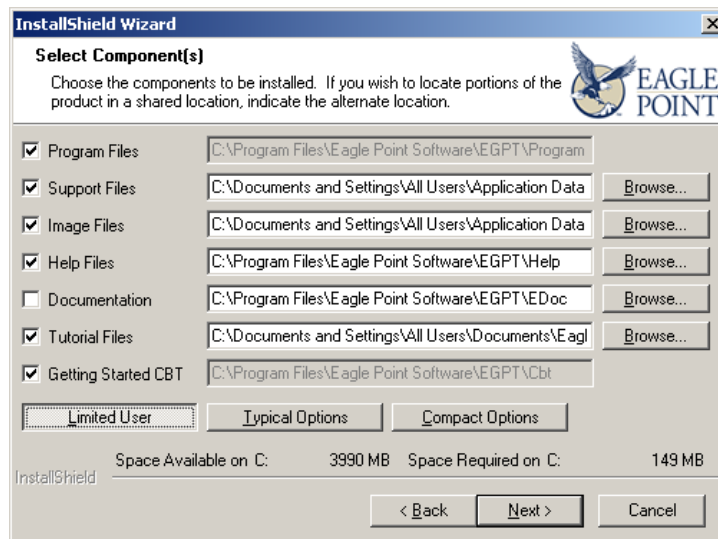 InstallShield Wizard
Select Component(s)
Choose the components to be installed. If you wish to locate portions of the
product in a shared location, indicate the alternate location.
EAGLE
POINT
Program Files C:\Program Files\Eagle Point Software\EGPT\Program
Support Files C:\Documents and Settings\All Users\Application Data Browse...
Image Files C:\Documents and Settings\All Users\Application Data Browse...
Help Files C:\Program Files\Eagle Point Software\EGPT\Help Browse...
Documentation C:\Program Files\Eagle Point Software\EGPT\EDoc Browse...
Tutorial Files C:\Documents and Settings\All Users\Documents\Eagl Browse...
Getting Started CBT C:\Program Files\Eagle Point Software\EGPT\Cbt
Limited User Typical Options Compact Options
Space Available on C: 3990 MB Space Required on C: 149 MB
InstallShield
< Back Next > Cancel